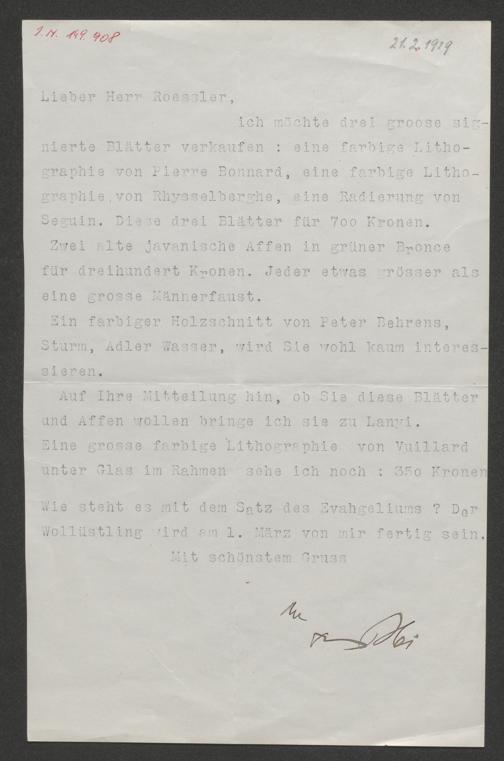 I.N. 149.908
21.2.1919
Lieber Herr Roessler,
ich möchte drei groose sig-
nierte Blätter verkaufen : eine farbige Litho-
graphie von Pierre Bonnard, eine farbige Litho-
graphie von Rhysselberghe, eine Radierung von
Seguin. Diese drei Blätter für 700 Kronen.
Zwei alte javanische Affen in grüner Bronce
für dreihundert Kronen. Jeder etwas grösser als
eine grosse Männerfaust.
Ein farbiger Holzschnitt von Peter Behrens,
Sturm, Adler Wasser, wird Sie wohl kaum interes-
sieren.
Auf Ihre Mitteilung hin, ob Sie diese Blätter
und Affen wollen bringe ich sie zu Lanyi.
Eine grosse farbige Lithographie von Vuillard
unter Glas im Rahmen sehe ich noch : 350 Kronen
Wie steht es mit dem Satz des Evahgeliums ? Der
Wollüstling wird am 1. März von mir fertig sein.
Mit schönstem Gruss